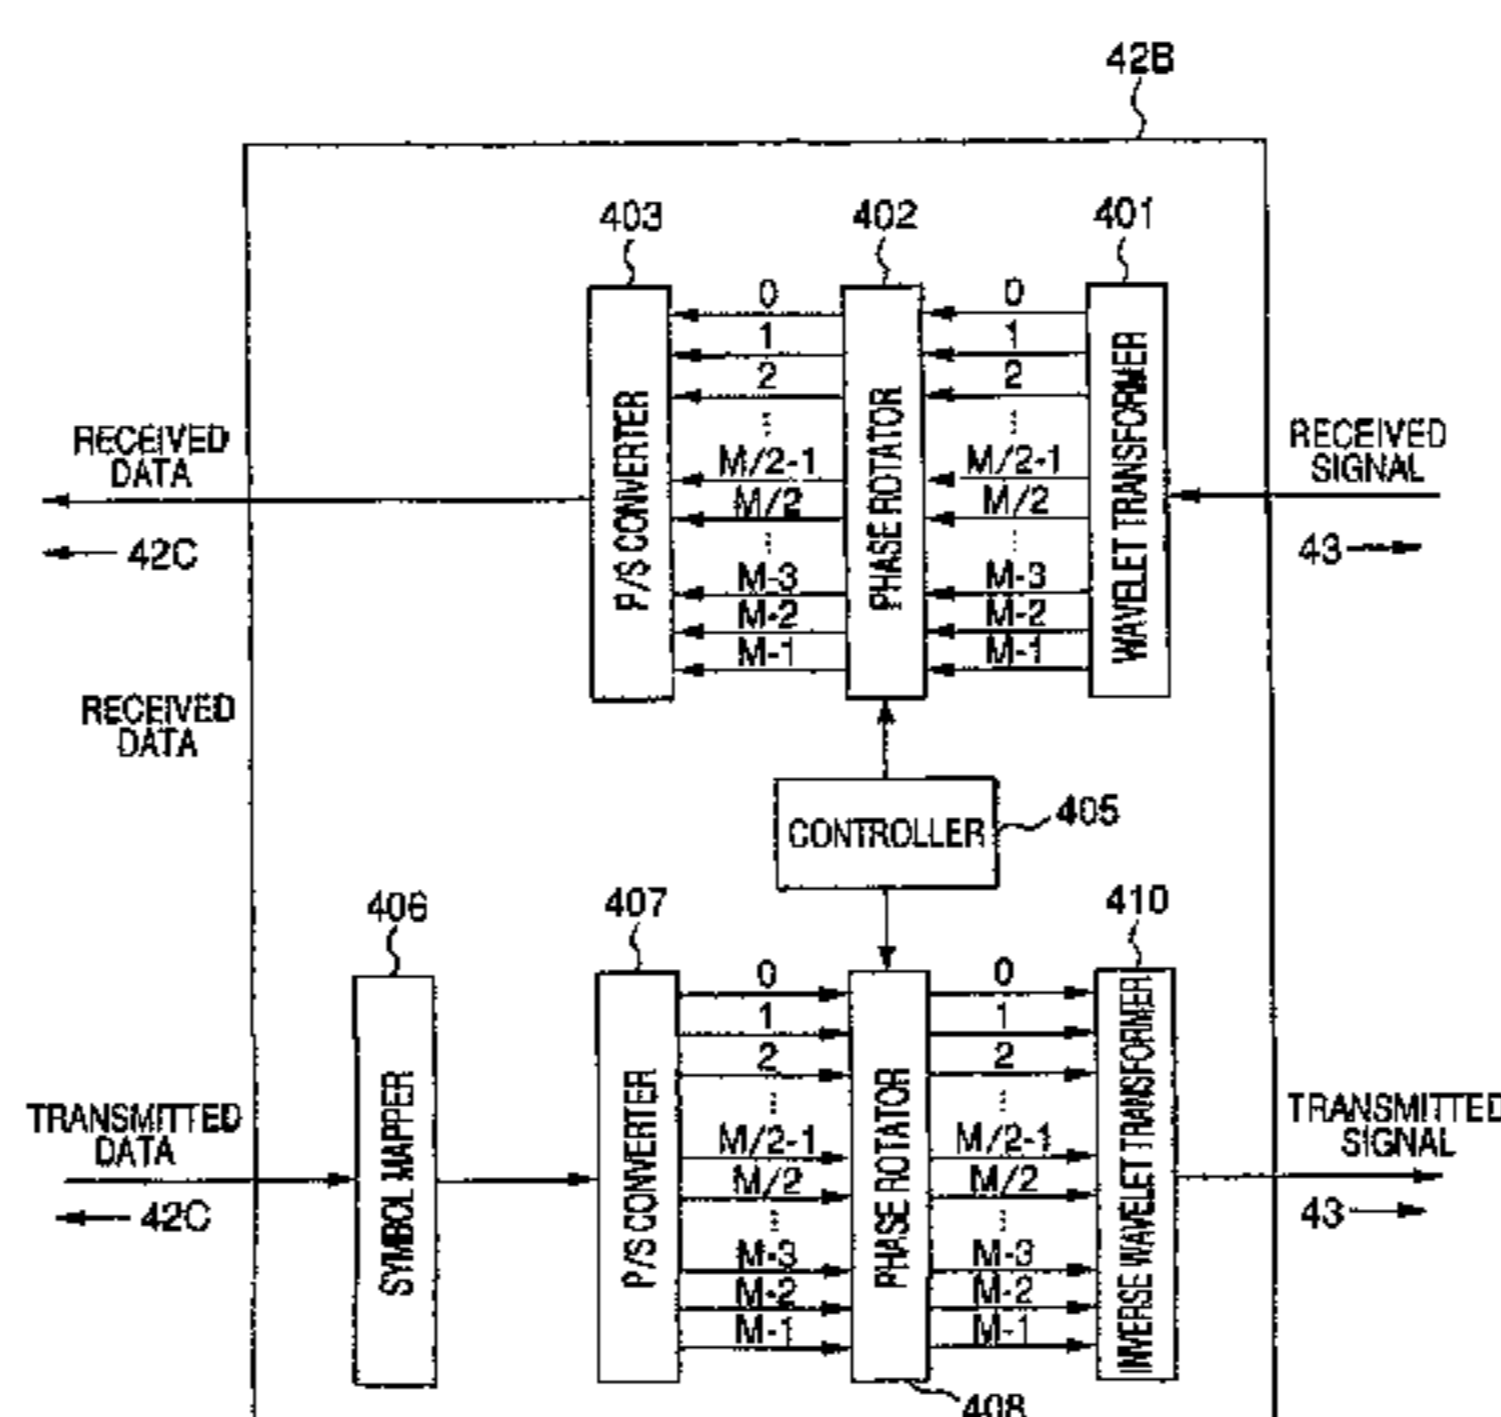 42B
403
402
401
0
0
1
1
2
2
M/2-1
M/2-1
M/2
M/2
M-3
M-3
M-2
M-2
M-1
M-1
P/S CONVERTER
PHASE ROTATOR
WAVELET TRANSFORMER
RECEIVED
DATA
42C
RECEIVED
SIGNAL
43
RECEIVED
DATA
CONTROLLER
405
406
407
410
0
0
1
1
2
2
M/2-1
M/2-1
M/2
M/2
M-3
M-3
M-2
M-2
M-1
M-1
SYMBOL MAPPER
P/S CONVERTER
PHASE ROTATOR
INVERSE WAVELET TRANSFORMER
TRANSMITTED
DATA
42C
TRANSMITTED
SIGNAL
43
408